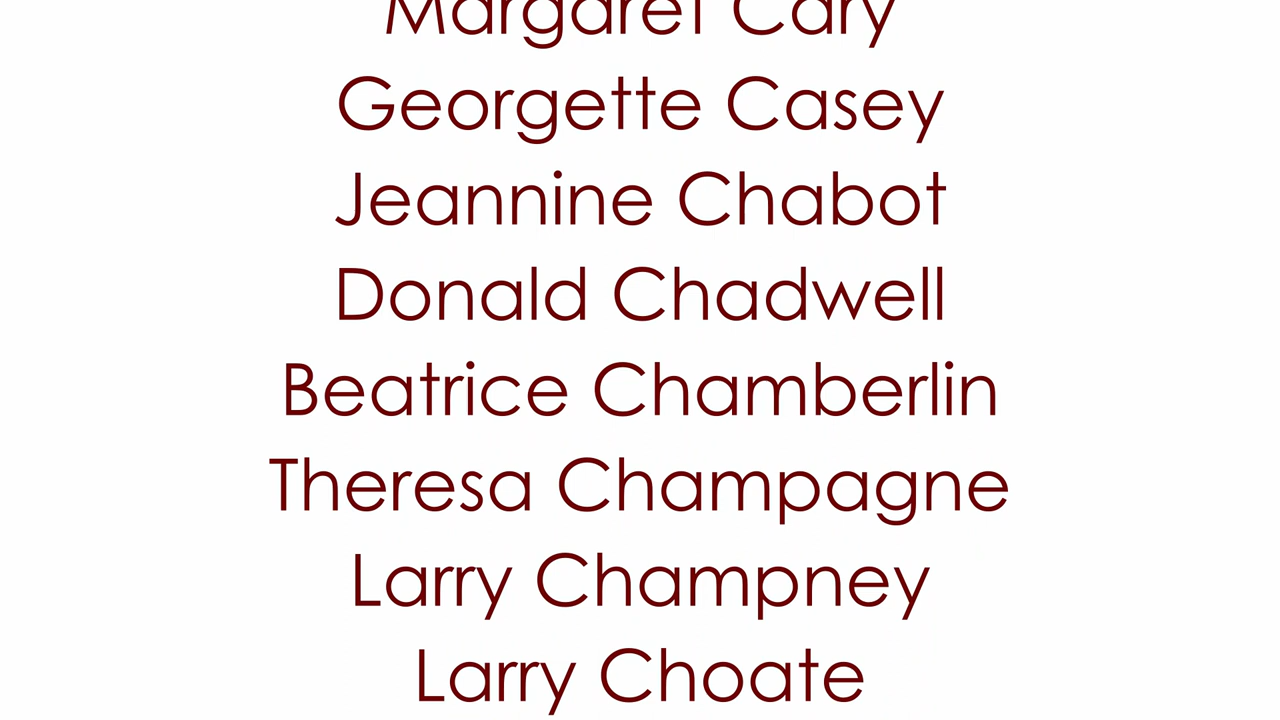 Margaret Cary
Georgette Casey
Jeannine Chabot
Donald Chadwell
Beatrice Chamberlin
Theresa Champagne
Larry Champney
Larry Choate